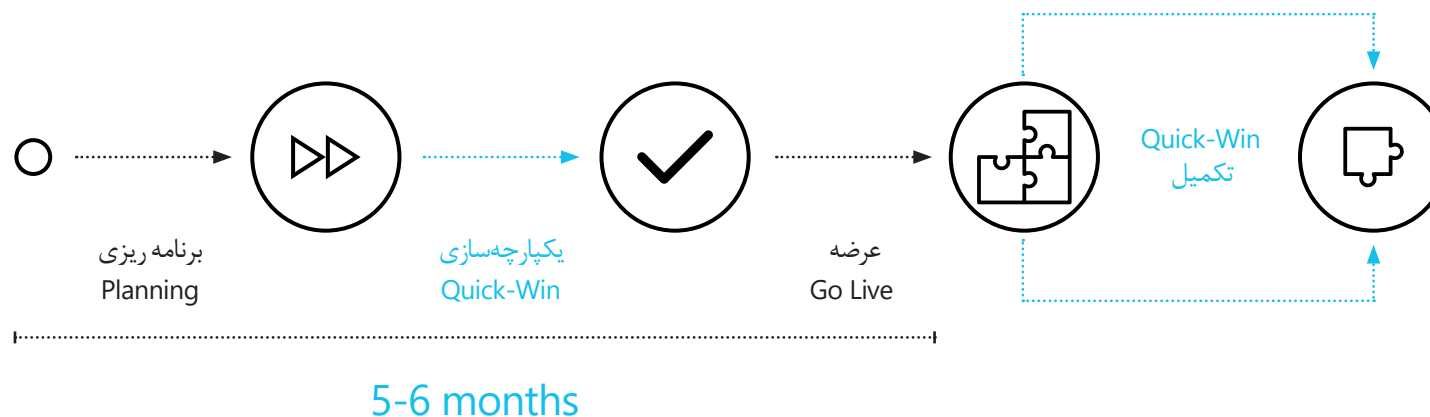 برنامه ریزی
Planning
یکپارچه‌سازی
Quick-Win
عرضه
Go Live
Quick-Win
تکمیل
5-6 months